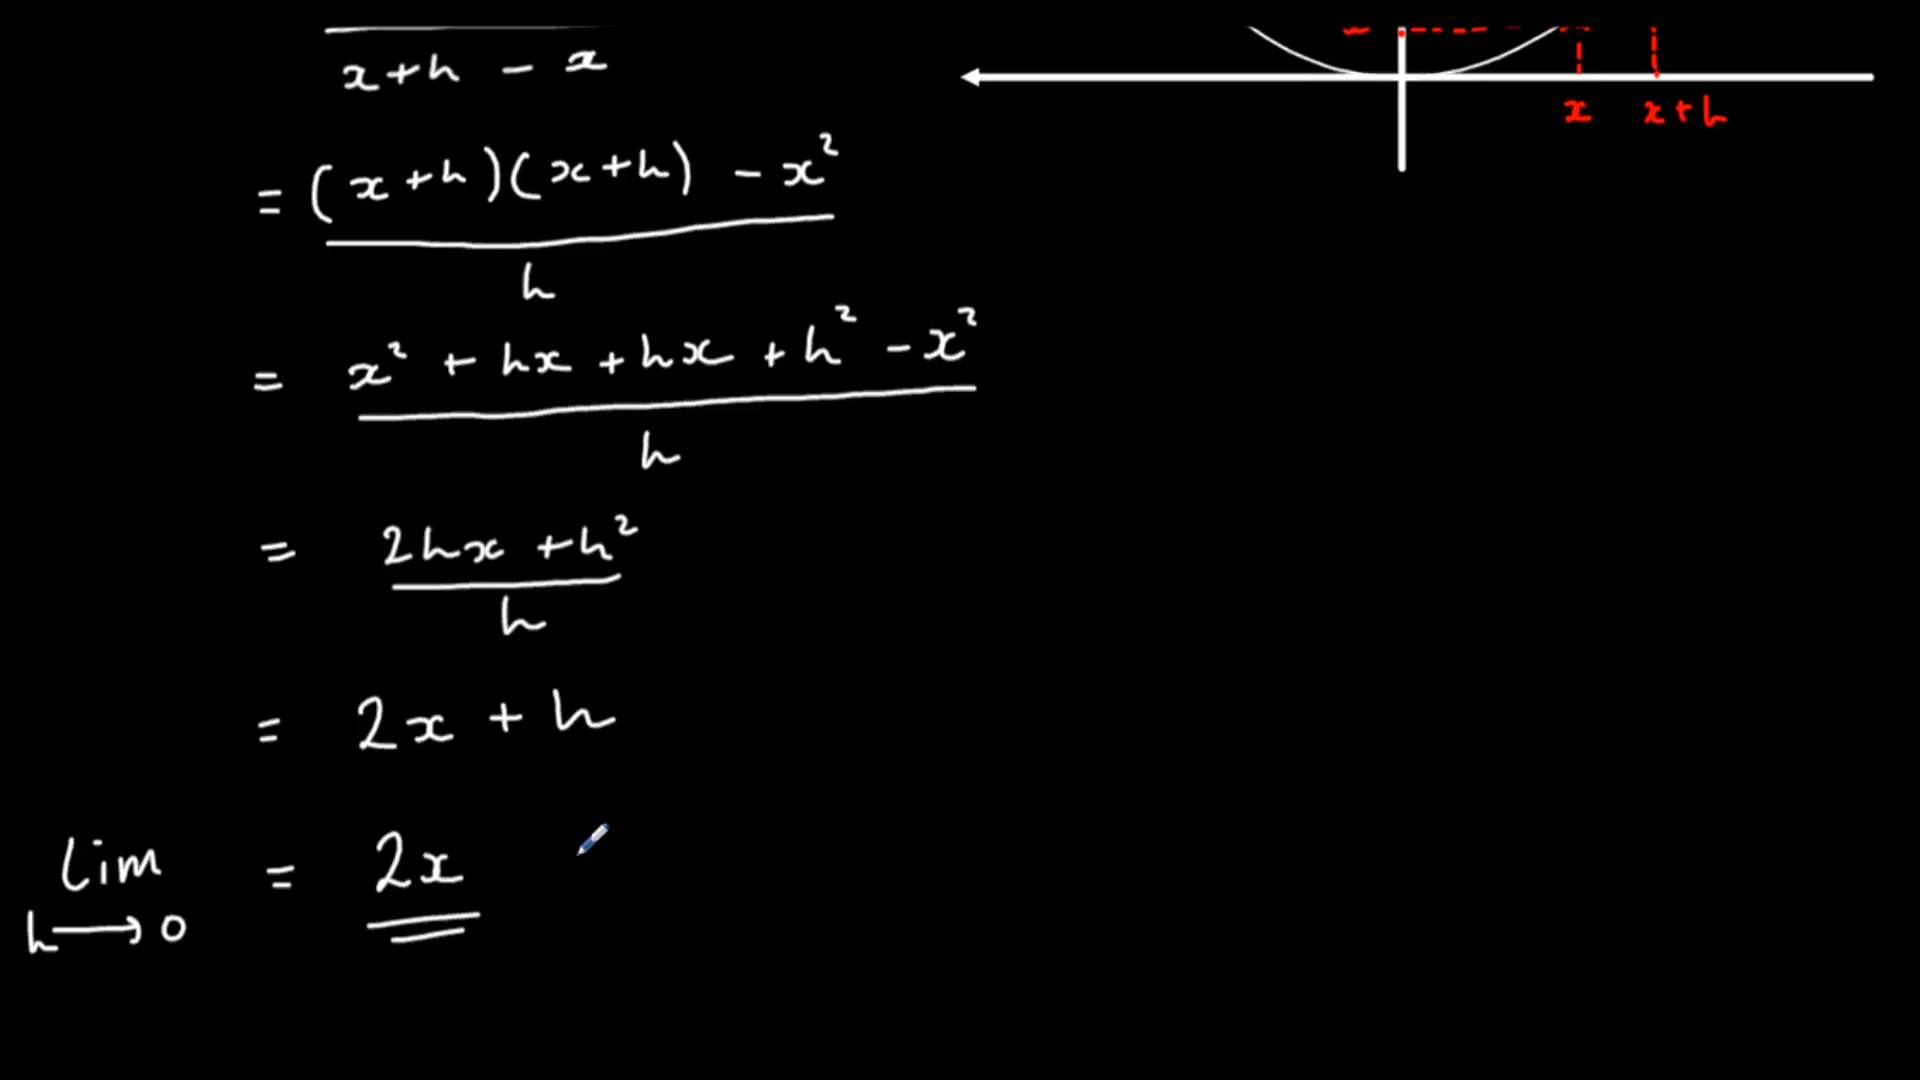 x+h - x
x x+h
= (x+h)(x+h) - x²
h
= x² + hx + hx + h² - x²
h
= 2hx + h²
h
= 2x + h
lim = 2x
h → 0